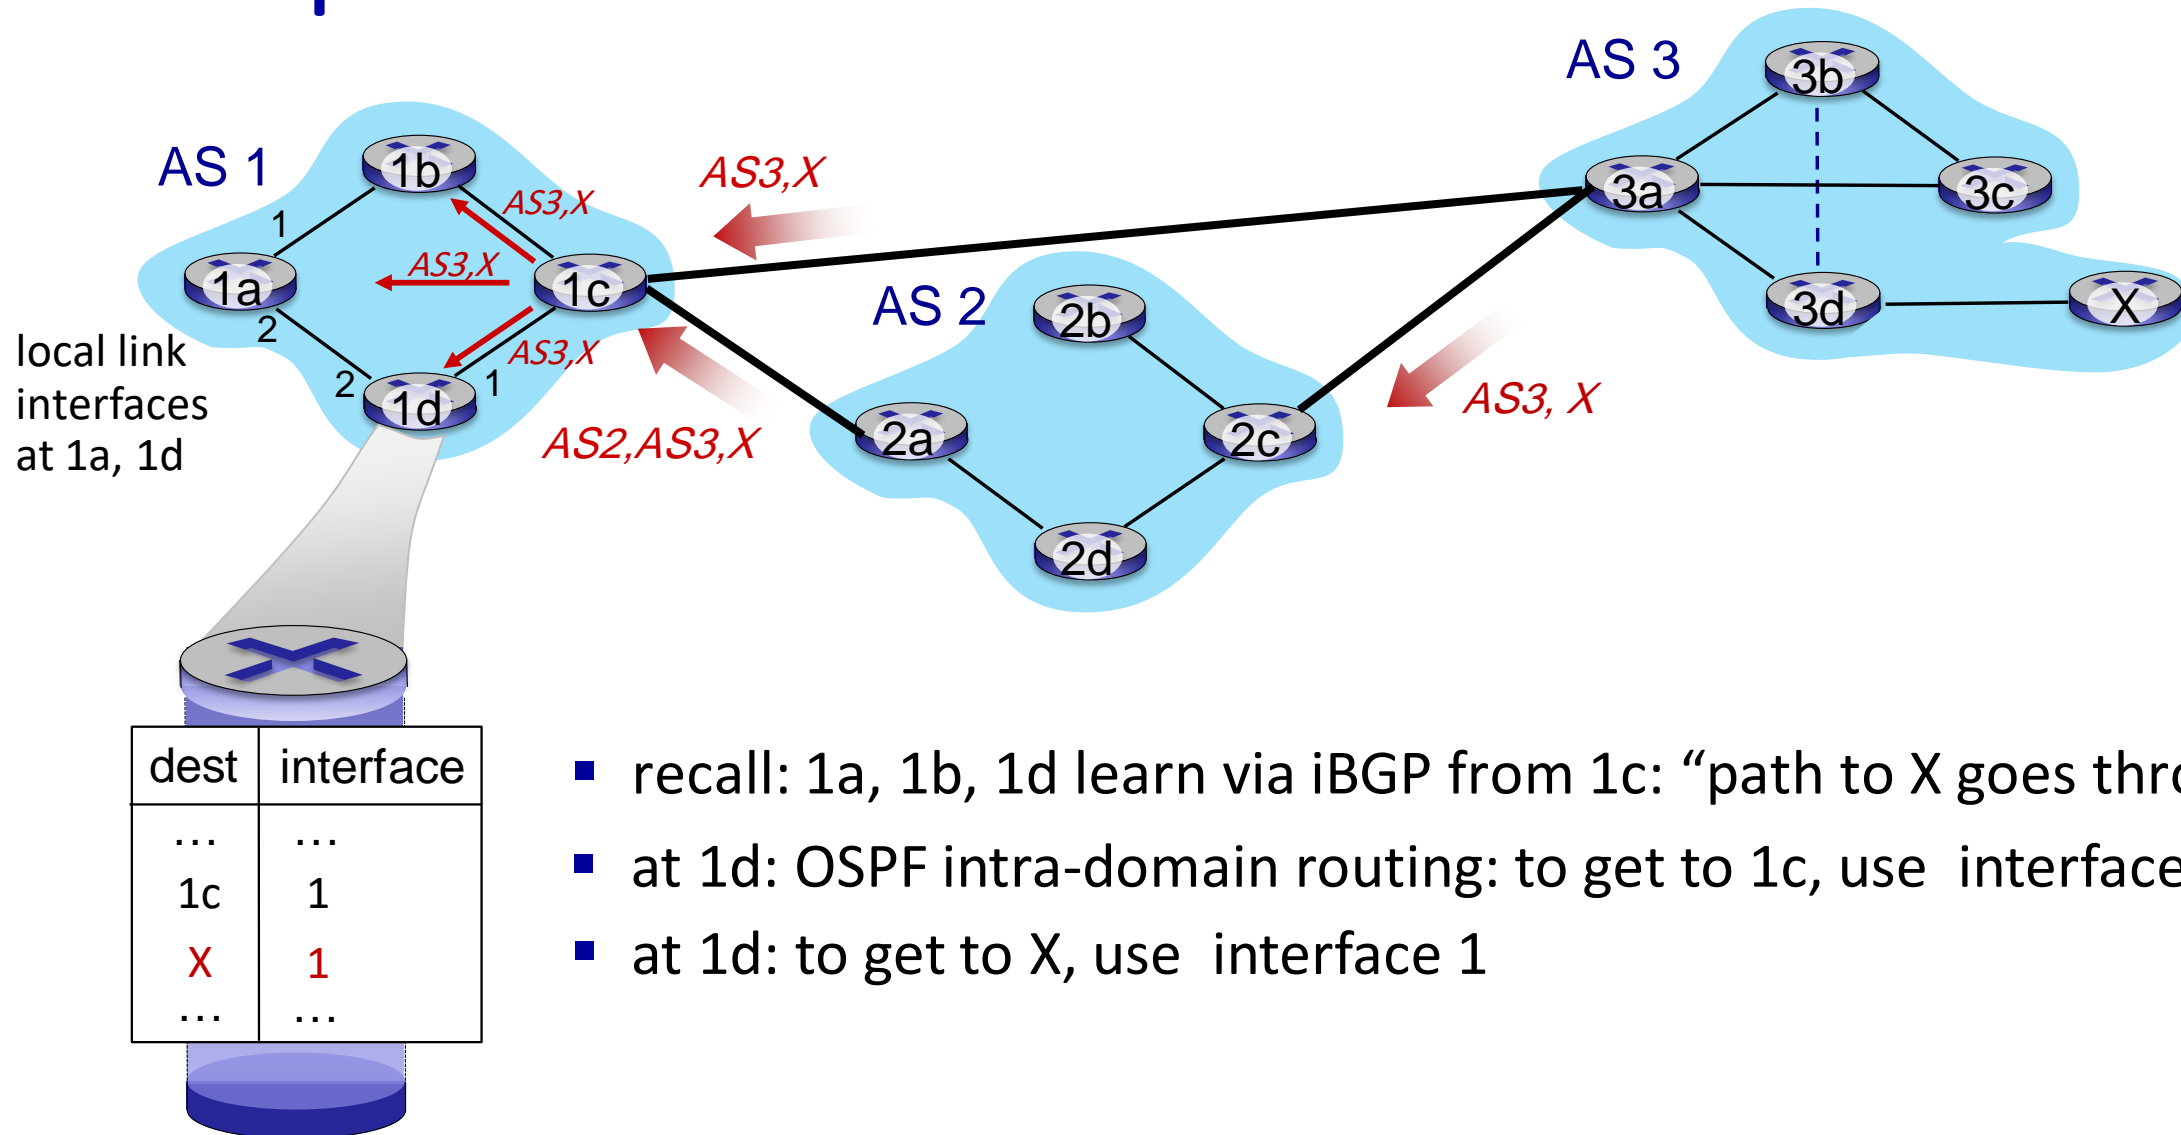 AS 3
3b
AS 1
1b
AS3,X
3a
3c
AS3,X
1
AS3,X
1a
1c
AS 2
2b
3d
X
2
local link
interfaces
at 1a, 1d
AS3,X
2
1
1d
AS3, X
AS2,AS3,X
2a
2c
2d
dest interface
... ...
1c 1
X 1
... ...
recall: 1a, 1b, 1d learn via iBGP from 1c: “path to X goes
at 1d: OSPF intra-domain routing: to get to 1c, use interface
at 1d: to get to X, use interface 1